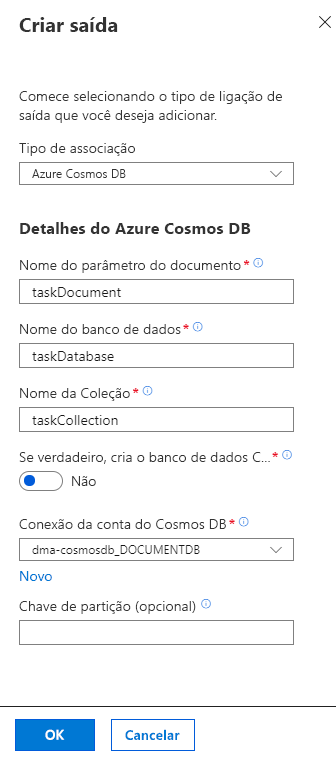 Criar saída
Comece selecionando o tipo de ligação de
saída que você deseja adicionar.
Tipo de associação
Azure Cosmos DB
Detalhes do Azure Cosmos DB
Nome do parâmetro do documento*
taskDocument
Nome do banco de dados*
taskDatabase
Nome da Coleção*
taskCollection
Se verdadeiro, cria o banco de dados C...*
Não
Conexão da conta do Cosmos DB*
dma-cosmosdb_DOCUMENTDB
Novo
Chave de partição (opcional)
OK
Cancelar